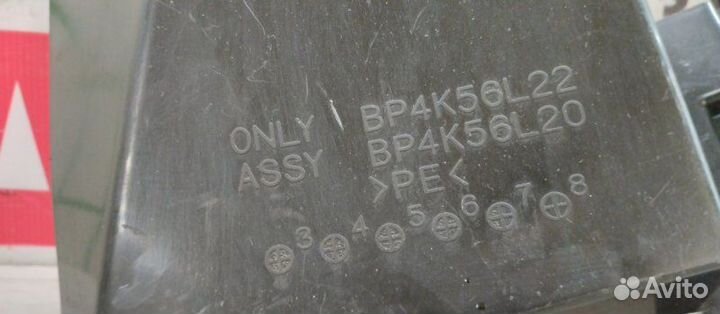 ONLY BP4K56L22
ASSY BP4K56L20
>PE<
3 4 5 6 7 8
Avito